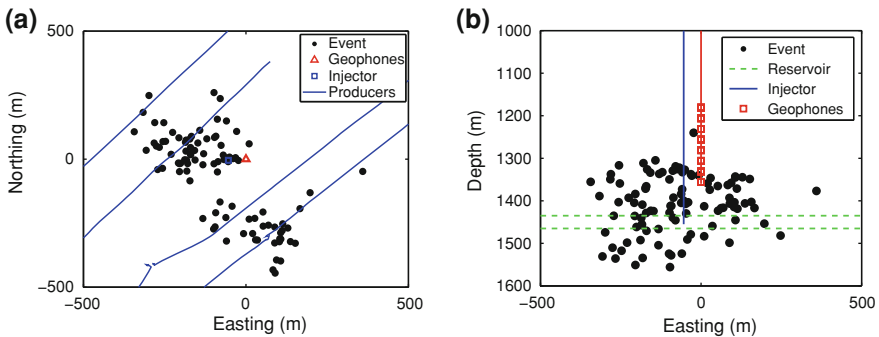 (a)
500
0
−500
Northing (m)
−500
0
500
Easting (m)
Event
Geophones
Injector
Producers
(b)
1000
1100
1200
1300
1400
1500
1600
Depth (m)
−500
0
500
Easting (m)
Event
Reservoir
Injector
Geophones